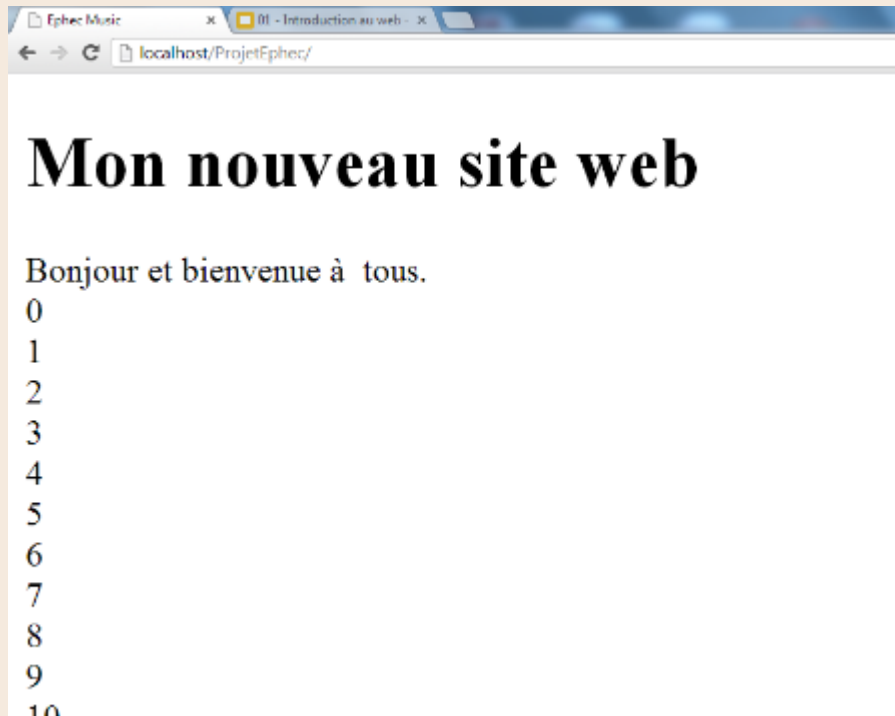 Ephec Music
01 - Introduction au web -
localhost/ProjetEphec/
Mon nouveau site web
Bonjour et bienvenue à  tous.
0
1
2
3
4
5
6
7
8
9
10